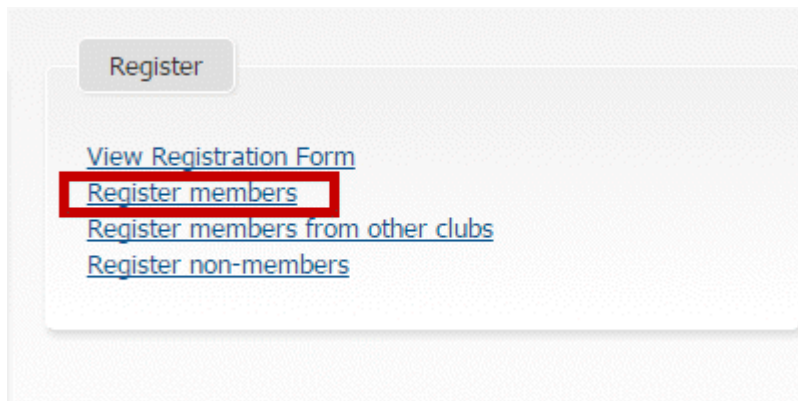 Register
View Registration Form
Register members
Register members from other clubs
Register non-members